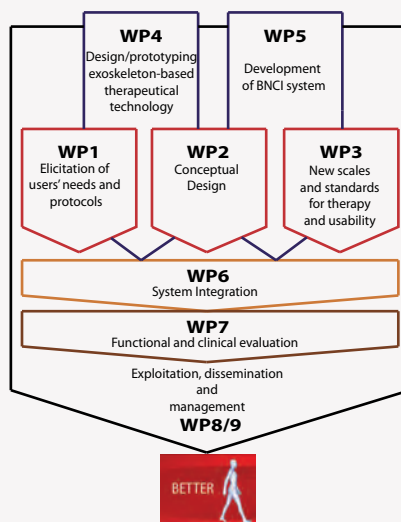 WP4
Design/prototyping
exoskeleton-based
therapeutical
technology
WP5
Development
of BNCI system
WP1
Elicitation of
users' needs and
protocols
WP2
Conceptual
Design
WP3
New scales
and standards
for therapy
and usability
WP6
System Integration
WP7
Functional and clinical evaluation
Exploitation, dissemination
and
management
WP8/9
BETTER